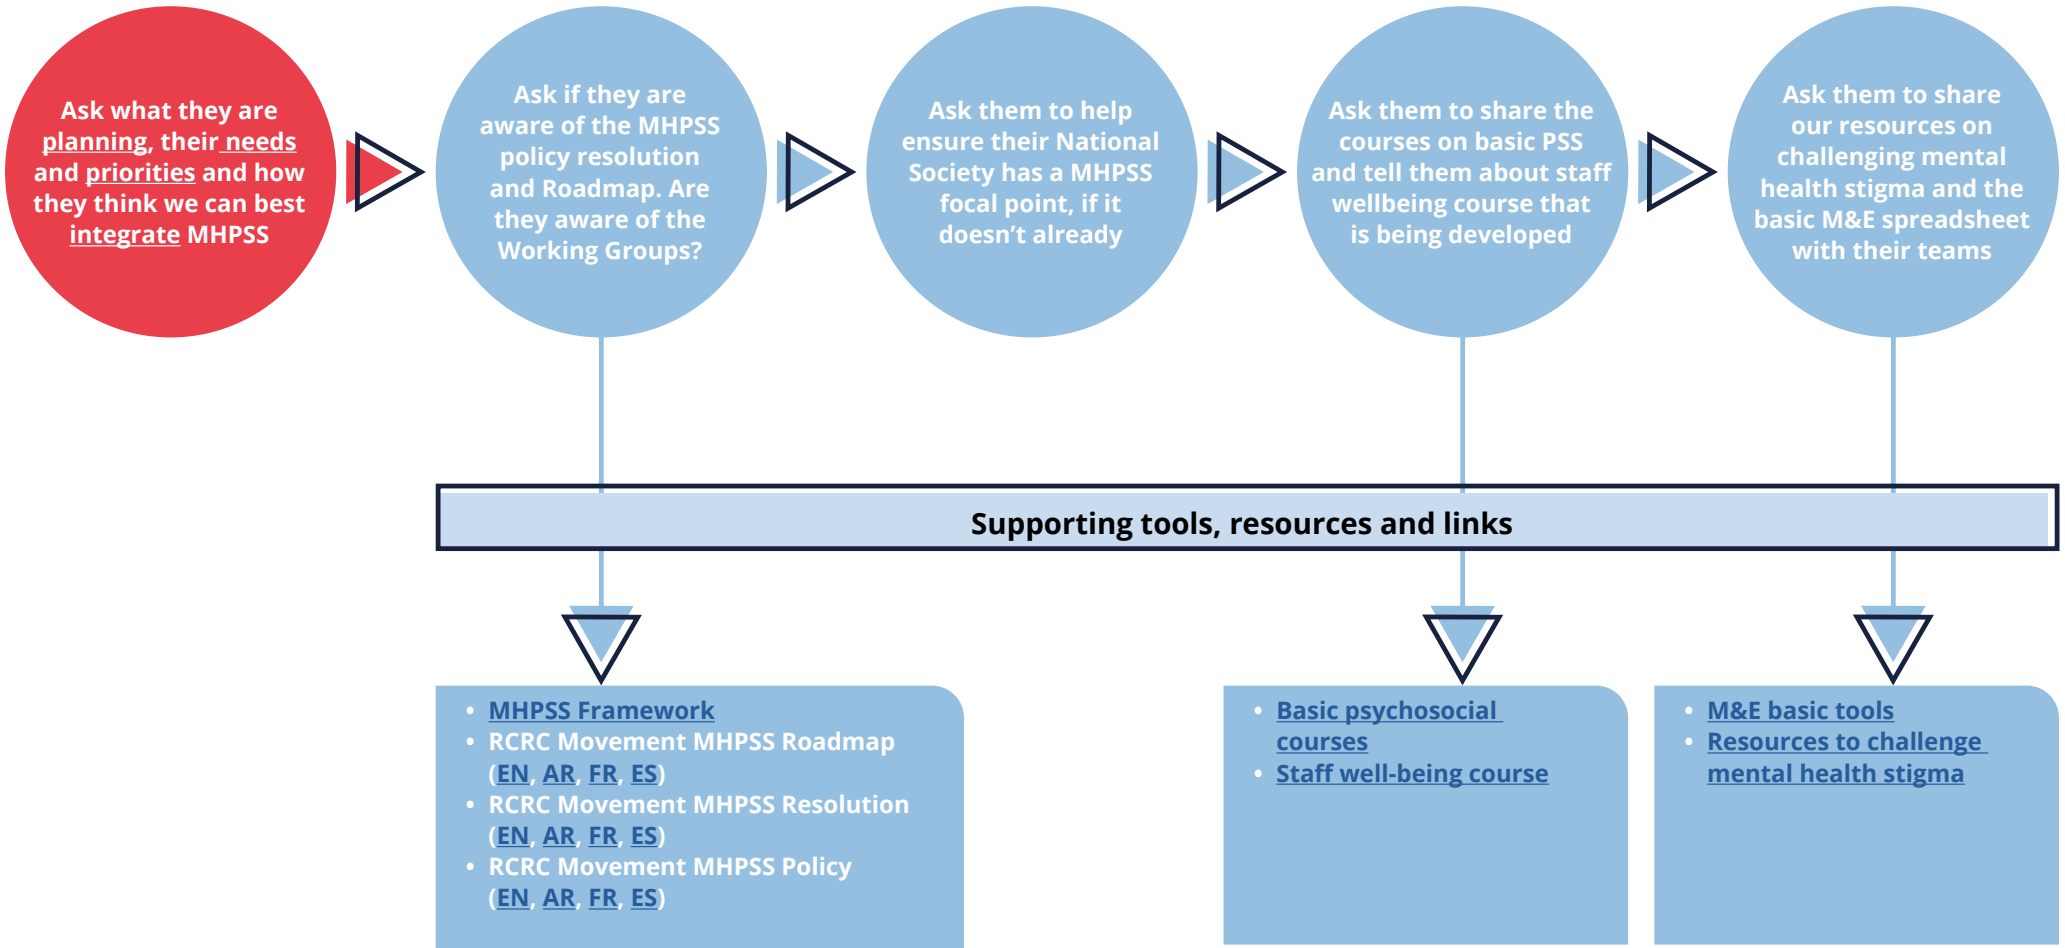 Ask what they are
planning, their needs
and priorities and how
they think we can best
integrate MHPSS
Ask if they are
aware of the MHPSS
policy resolution
and Roadmap. Are
they aware of the
Working Groups?
Ask them to help
ensure their National
Society has a MHPSS
focal point, if it
doesn’t already
Ask them to share the
courses on basic PSS
and tell them about staff
wellbeing course that
is being developed
Ask them to share
our resources on
challenging mental
health stigma and the
basic M&E spreadsheet
with their teams
Supporting tools, resources and links
• MHPSS Framework
• RCRC Movement MHPSS Roadmap
(EN, AR, FR, ES)
• RCRC Movement MHPSS Resolution
(EN, AR, FR, ES)
• RCRC Movement MHPSS Policy
(EN, AR, FR, ES)
• Basic psychosocial
courses
• Staff well-being course
• M&E basic tools
• Resources to challenge
mental health stigma